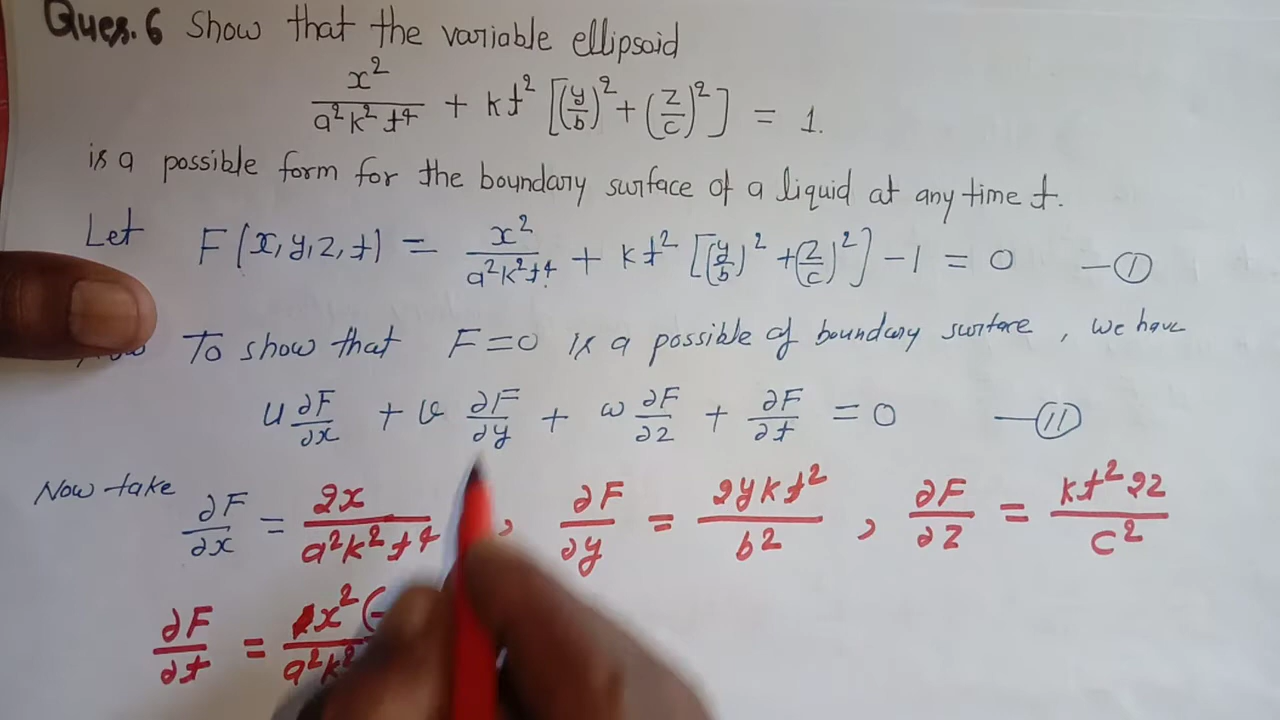 Ques. 6 Show that the variable ellipsoid
x² / a²k²t⁴ + kt² [(y/b)² + (z/c)²] = 1.
is a possible form for the boundary surface of a liquid at any time t.
Let F(x,y,z,t) = x² / a²k²t⁴ + kt² [(y/b)² + (z/c)²] - 1 = 0 —(I)
To show that F=0 is a possible of boundary surface, we have
u ∂F/∂x + v ∂F/∂y + w ∂F/∂z + ∂F/∂t = 0 —(II)
Now take ∂F/∂x = 2x / a²k²t⁴ , ∂F/∂y = 2ykt² / b² , ∂F/∂z = kt²2z / c²
∂F/∂t = x²(- / a²k²